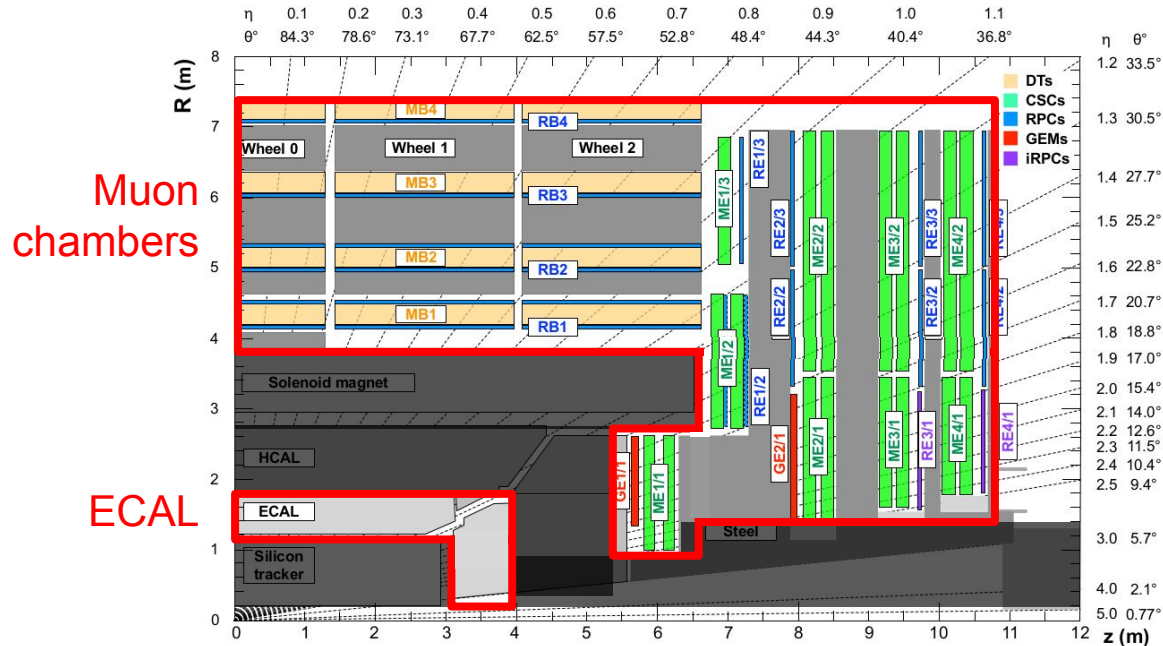 η 0.1 0.2 0.3 0.4 0.5 0.6 0.7 0.8 0.9 1.0 1.1
θ° 84.3° 78.6° 73.1° 67.7° 62.5° 57.5° 52.8° 48.4° 44.3° 40.4° 36.8° η θ°
R (m)
8
7
6
5
4
3
2
1
0
1.2 33.5°
1.3 30.5°
1.4 27.7°
1.5 25.2°
1.6 22.8°
1.7 20.7°
1.8 18.8°
1.9 17.0°
2.0 15.4°
2.1 14.0°
2.2 12.6°
2.3 11.5°
2.4 10.4°
2.5 9.4°
3.0 5.7°
4.0 2.1°
5.0 0.77°
DTs
CSCs
RPCs
GEMs
iRPCs
Muon
chambers
ECAL
MB4
RB4
Wheel 0
Wheel 1
Wheel 2
MB3
RB3
MB2
RB2
MB1
RB1
Solenoid magnet
HCAL
ECAL
Silicon
tracker
Steel
GE1/1
ME1/1
ME1/2
ME1/3
RE1/3
RE1/2
RE2/3
RE2/2
GE2/1
ME2/2
ME2/1
ME3/2
ME3/1
RE3/3
RE3/2
RE3/1
ME4/2
ME4/1
RE4/3
RE4/2
RE4/1
0 1 2 3 4 5 6 7 8 9 10 11 12
z (m)